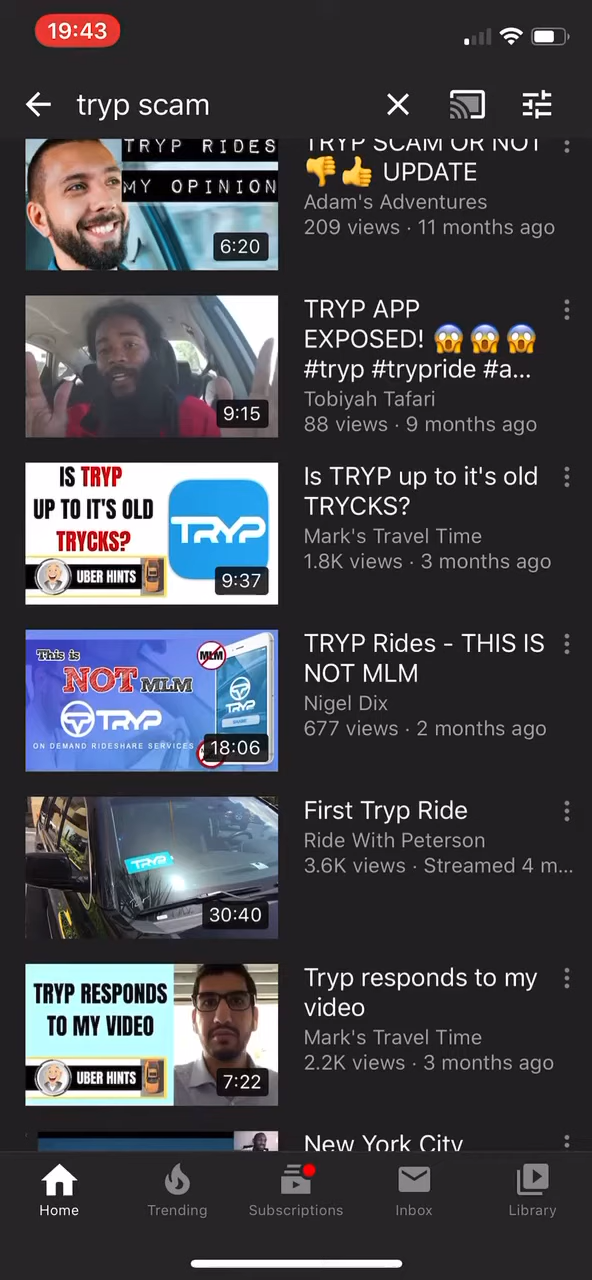 19:43
tryp scam
TRYP RIDES
MY OPINION
6:20
TRYP SCAM OR NOT
👎👍 UPDATE
Adam's Adventures
209 views · 11 months ago
9:15
TRYP APP
EXPOSED! 😱😱😱
#tryp #trypride #a...
Tobiyah Tafari
88 views · 9 months ago
IS TRYP
UP TO IT'S OLD
TRYCKS?
UBER HINTS
TRYP
9:37
Is TRYP up to it's old
TRYCKS?
Mark's Travel Time
1.8K views · 3 months ago
This is
NOT MLM
TRYP
ON DEMAND RIDESHARE SERVICES
MLM
TRYP
18:06
TRYP Rides - THIS IS
NOT MLM
Nigel Dix
677 views · 2 months ago
TRYP
30:40
First Tryp Ride
Ride With Peterson
3.6K views · Streamed 4 m...
TRYP RESPONDS
TO MY VIDEO
UBER HINTS
7:22
Tryp responds to my
video
Mark's Travel Time
2.2K views · 3 months ago
New York City
Home
Trending
Subscriptions
Inbox
Library